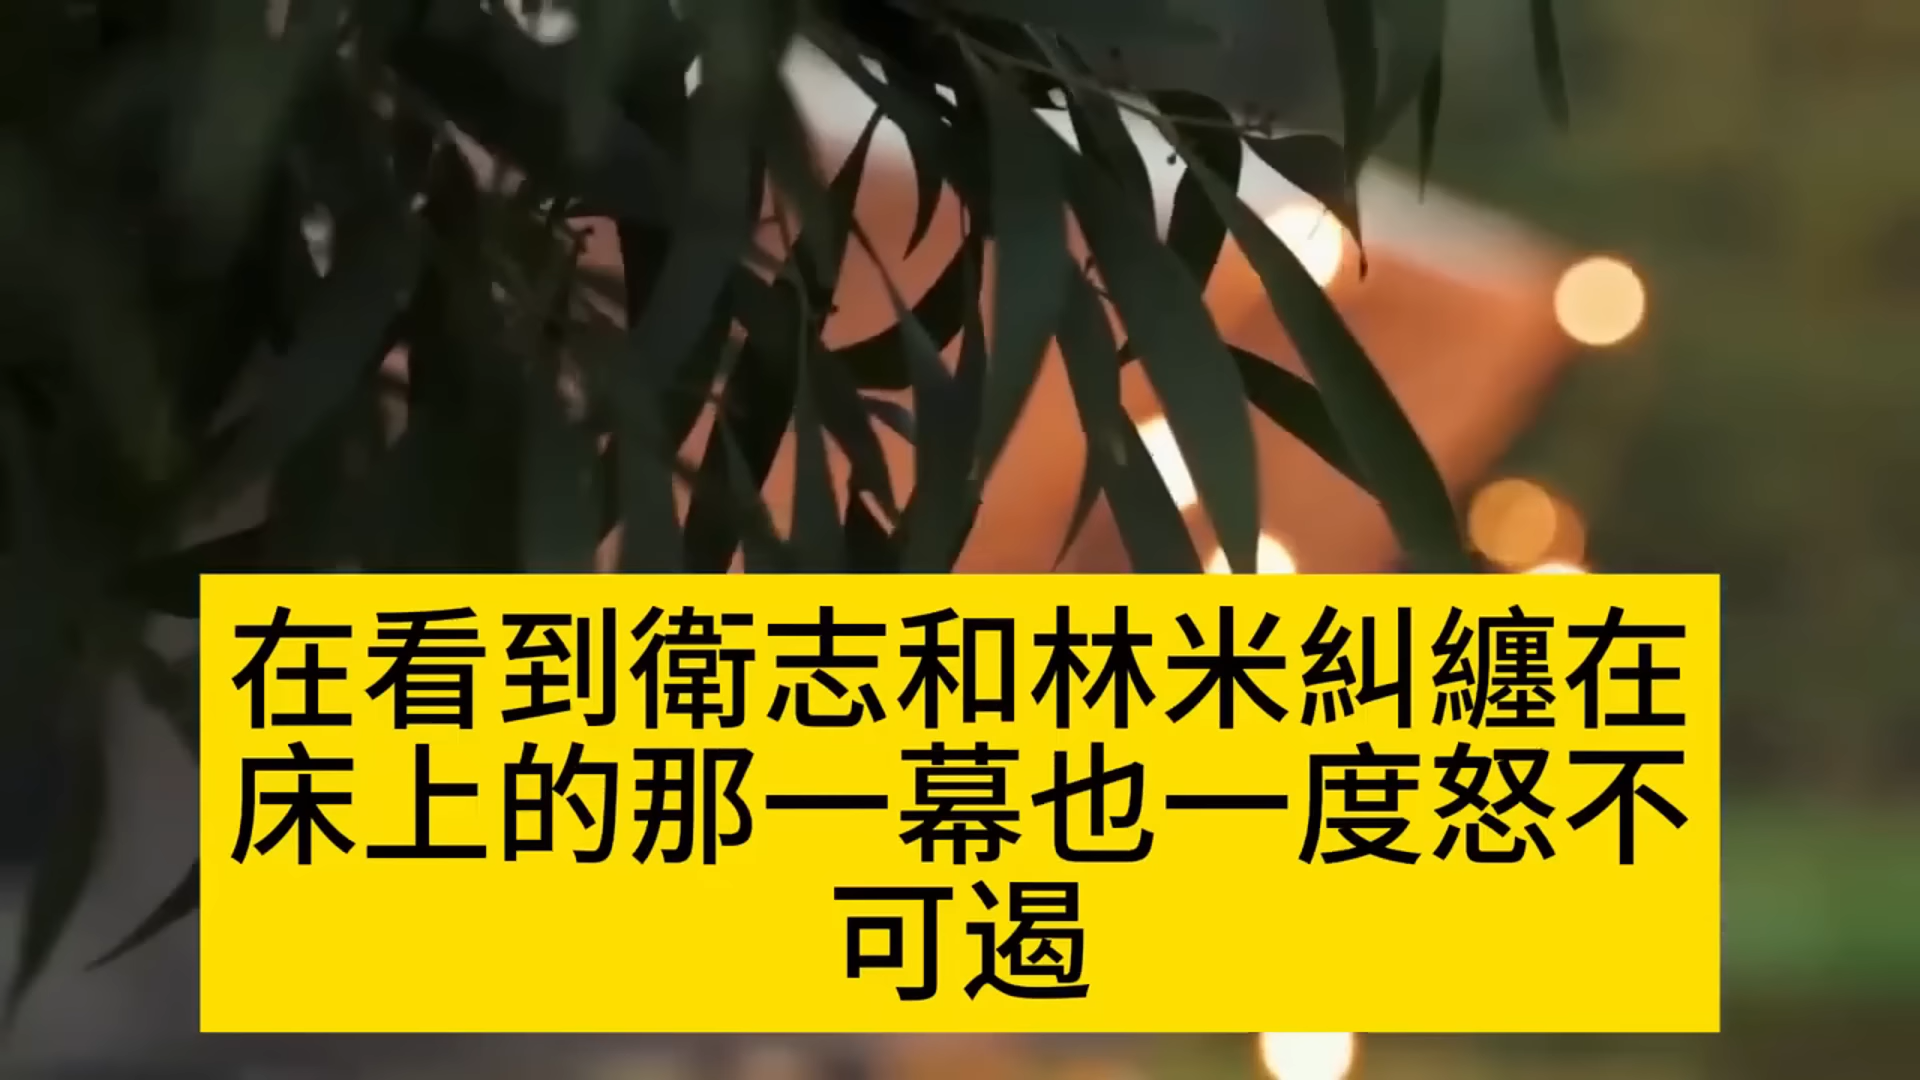 在看到衛志和林米糾纏在
床上的那一幕也一度怒不
可遏